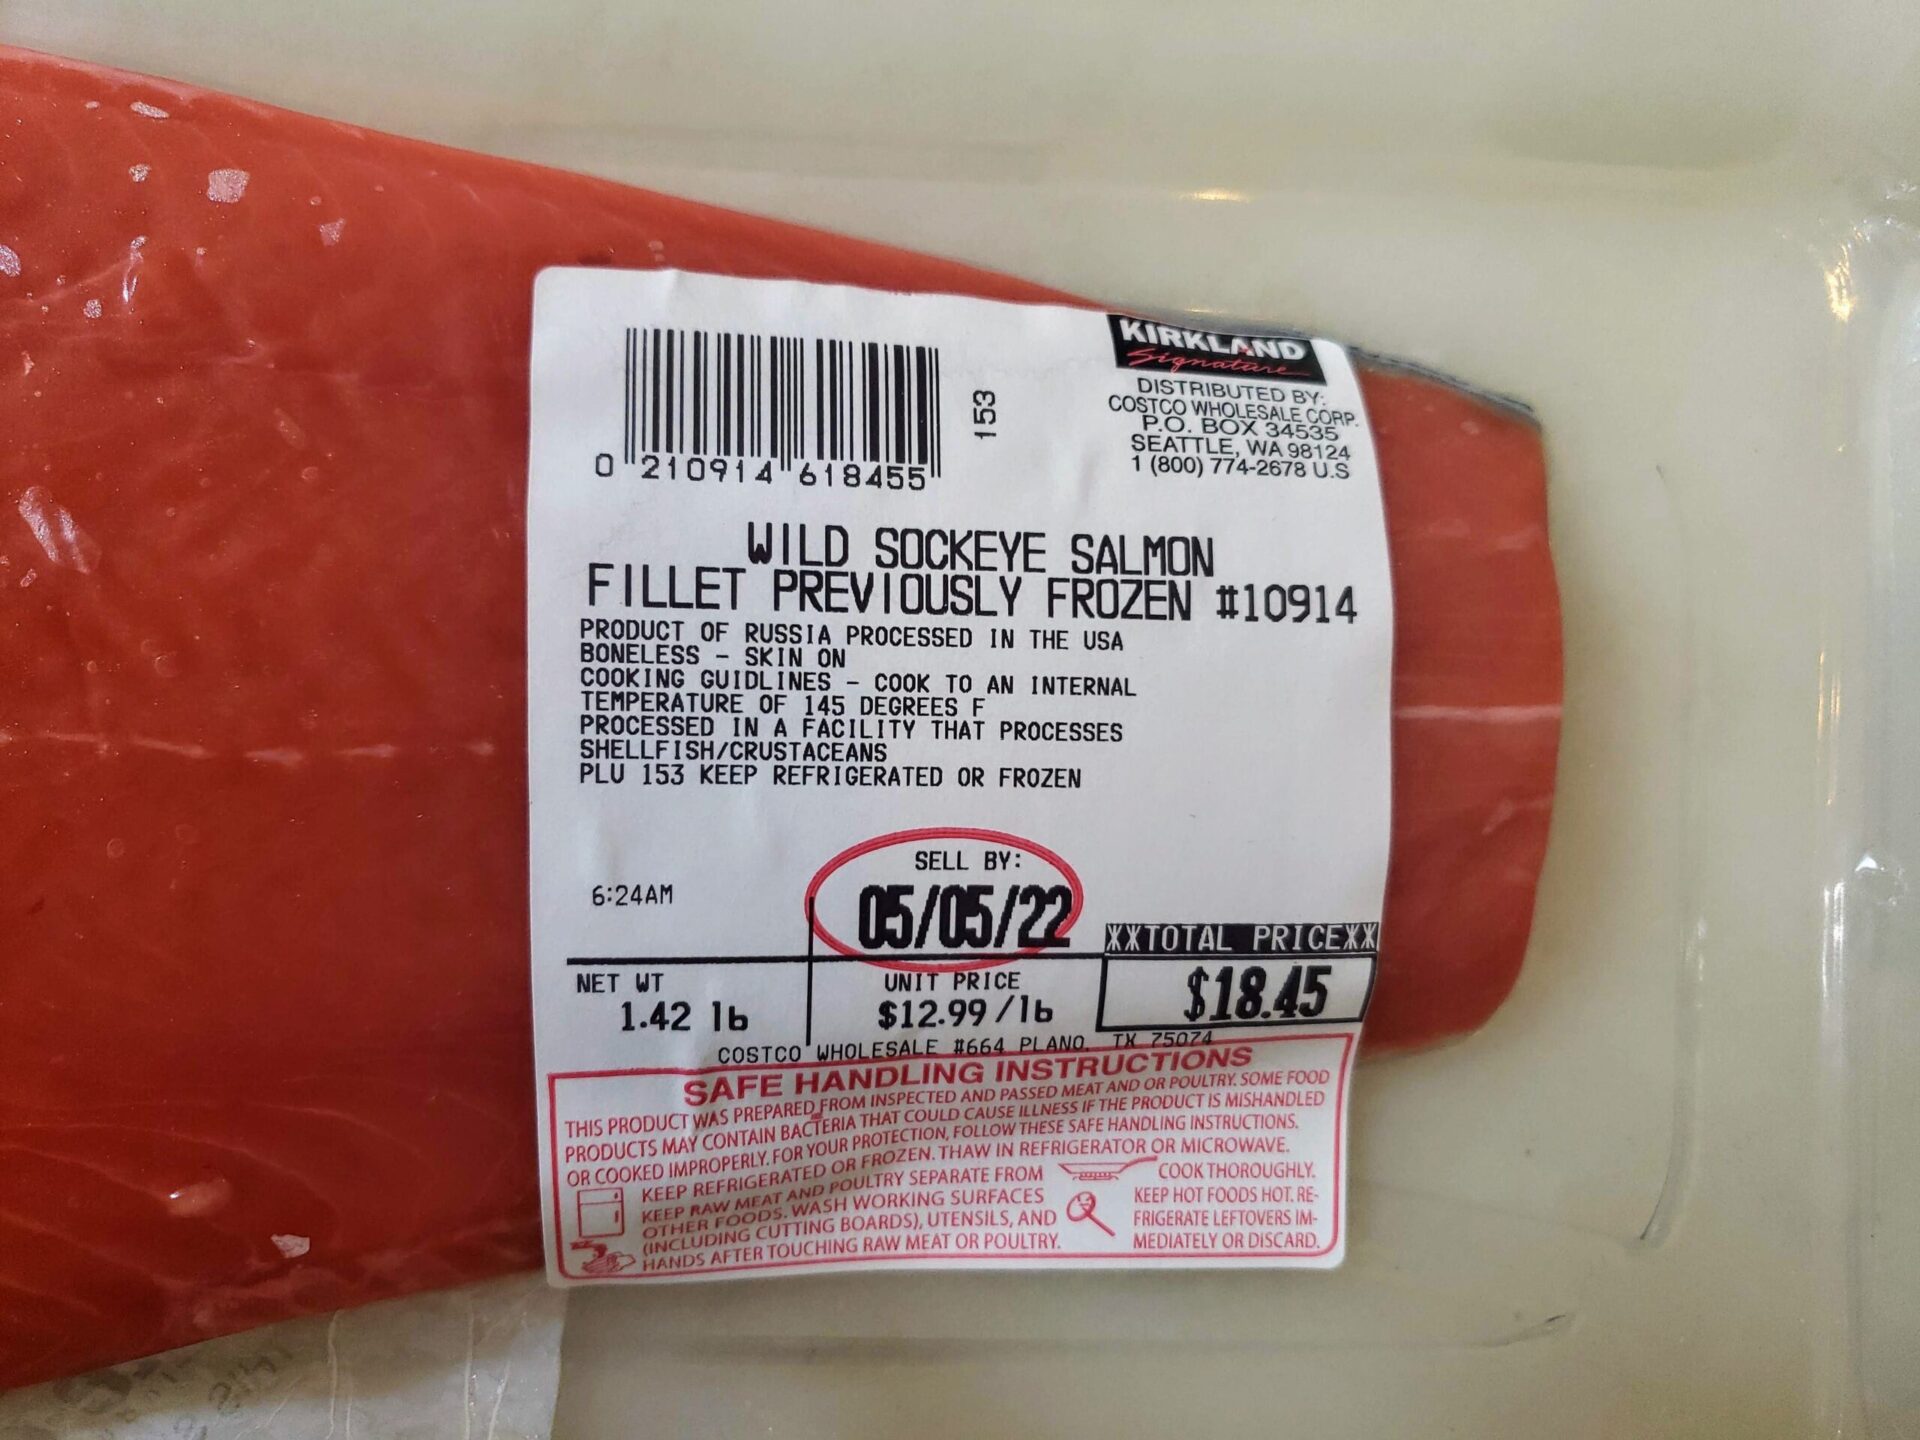 KIRKLAND
Signature
DISTRIBUTED BY:
COSTCO WHOLESALE CORP.
P.O. BOX 34535
SEATTLE, WA 98124
1 (800) 774-2678 U.S
153
0 210914 618455
WILD SOCKEYE SALMON
FILLET PREVIOUSLY FROZEN #10914
PRODUCT OF RUSSIA PROCESSED IN THE USA
BONELESS - SKIN ON
COOKING GUIDLINES - COOK TO AN INTERNAL
TEMPERATURE OF 145 DEGREES F
PROCESSED IN A FACILITY THAT PROCESSES
SHELLFISH/CRUSTACEANS
PLU 153 KEEP REFRIGERATED OR FROZEN
SELL BY:
6:24AM
05/05/22
XXTOTAL PRICEXX
NET WT
1.42 lb
UNIT PRICE
$12.99/lb
$18.45
COSTCO WHOLESALE #664 PLANO, TX 75074
SAFE HANDLING INSTRUCTIONS
THIS PRODUCT WAS PREPARED FROM INSPECTED AND PASSED MEAT AND OR POULTRY. SOME FOOD
PRODUCTS MAY CONTAIN BACTERIA THAT COULD CAUSE ILLNESS IF THE PRODUCT IS MISHANDLED
OR COOKED IMPROPERLY. FOR YOUR PROTECTION, FOLLOW THESE SAFE HANDLING INSTRUCTIONS.
KEEP REFRIGERATED OR FROZEN. THAW IN REFRIGERATOR OR MICROWAVE.
KEEP RAW MEAT AND POULTRY SEPARATE FROM
OTHER FOODS. WASH WORKING SURFACES
(INCLUDING CUTTING BOARDS), UTENSILS, AND
HANDS AFTER TOUCHING RAW MEAT OR POULTRY.
COOK THOROUGHLY.
KEEP HOT FOODS HOT. RE-
FRIGERATE LEFTOVERS IM-
MEDIATELY OR DISCARD.